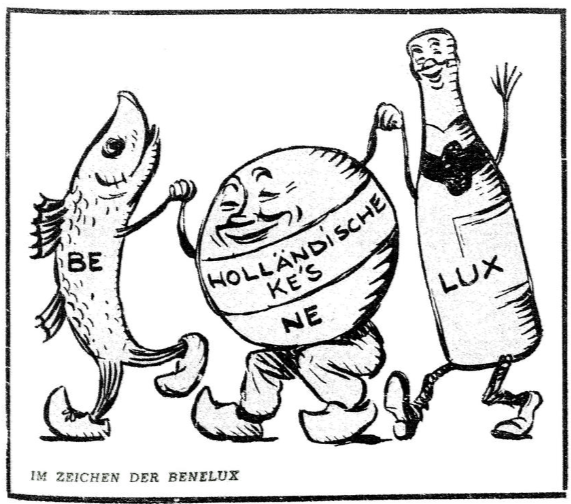 BE
HOLLÄNDISCHE
KE'S
NE
LUX
IM ZEICHEN DER BENELUX